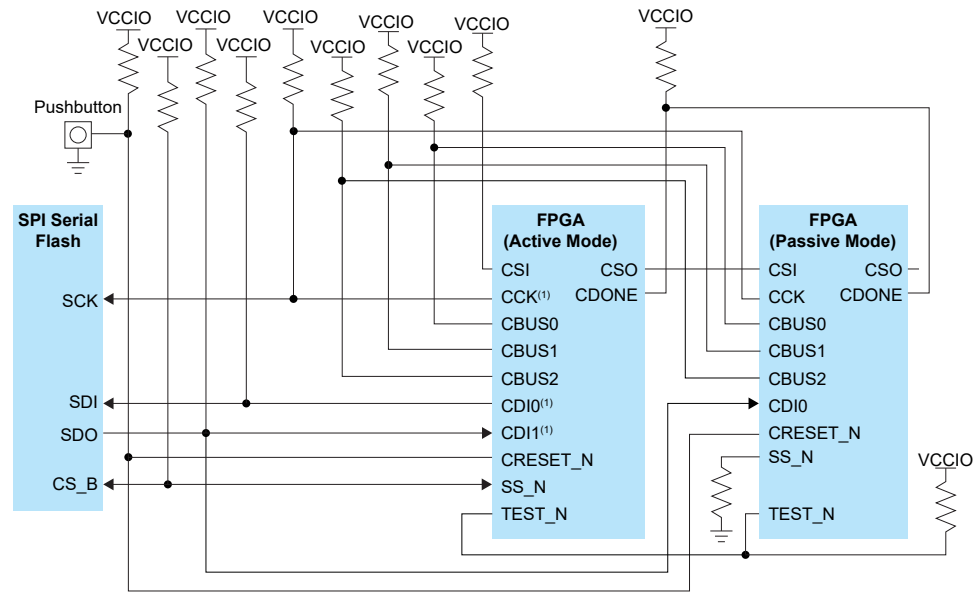 VCCIO
VCCIO
VCCIO
VCCIO
VCCIO
VCCIO
VCCIO
VCCIO
VCCIO
VCCIO
Pushbutton
SPI Serial
Flash
SCK
SDI
SDO
CS_B
FPGA
(Active Mode)
CSI
CSO
CCK(1)
CDONE
CBUS0
CBUS1
CBUS2
CDI0(1)
CDI1(1)
CRESET_N
SS_N
TEST_N
FPGA
(Passive Mode)
CSI
CSO
CCK
CDONE
CBUS0
CBUS1
CBUS2
CDI0
CRESET_N
SS_N
TEST_N
VCCIO